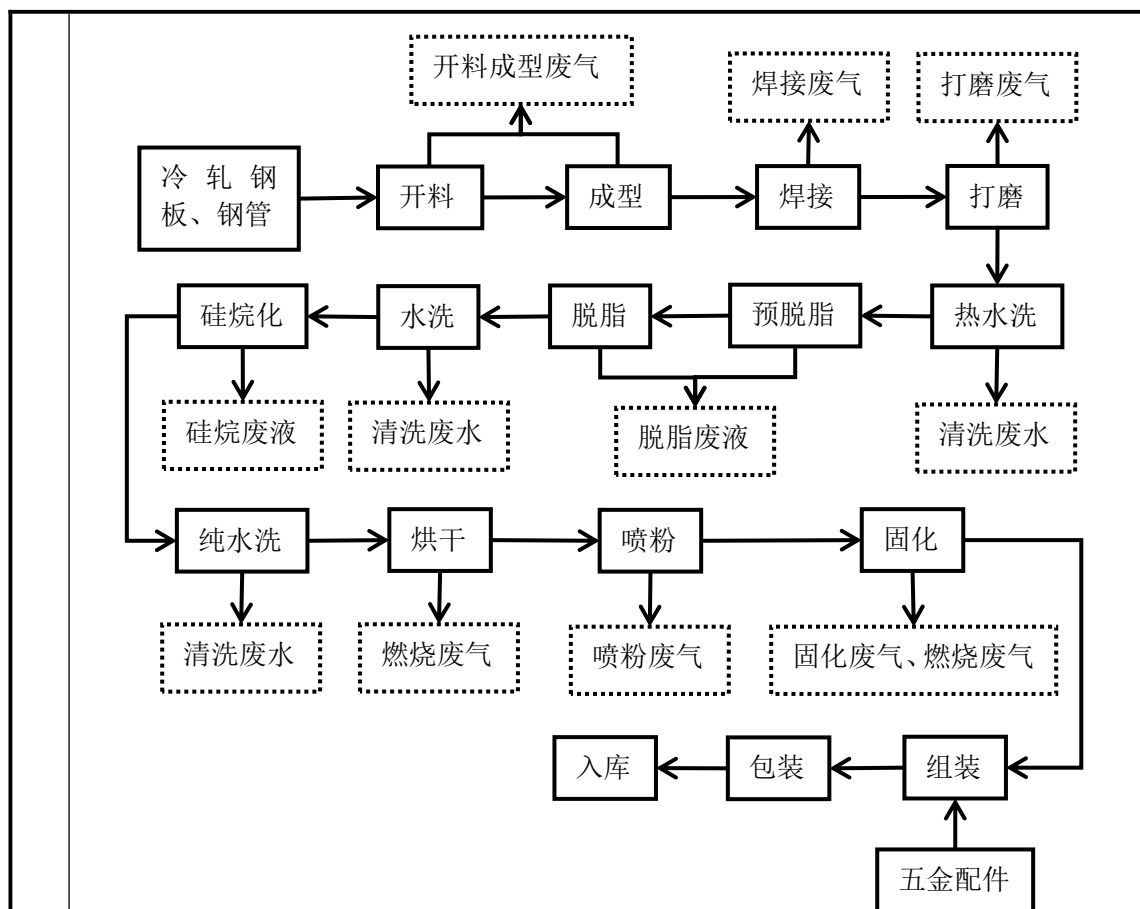 开料成型废气
焊接废气
打磨废气
冷轧钢
板、钢管
开料
成型
焊接
打磨
硅烷化
水洗
脱脂
预脱脂
热水洗
硅烷废液
清洗废水
脱脂废液
清洗废水
纯水洗
烘干
喷粉
固化
清洗废水
燃烧废气
喷粉废气
固化废气、燃烧废气
入库
包装
组装
五金配件